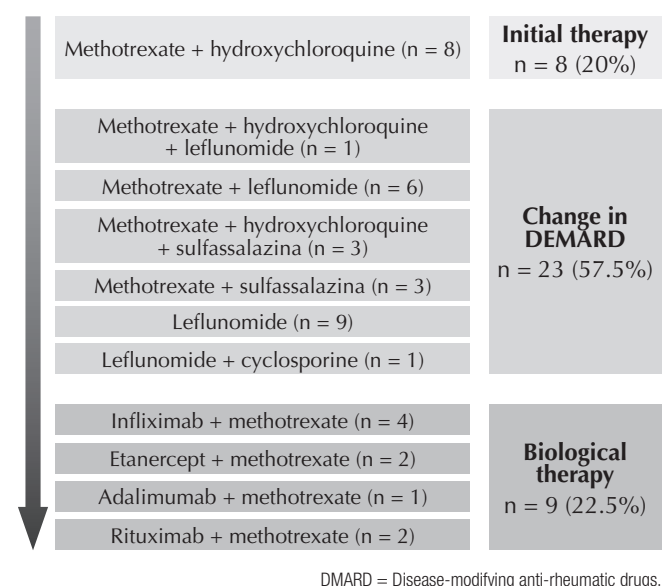 Methotrexate + hydroxychloroquine (n = 8)
Initial therapy
n = 8 (20%)
Methotrexate + hydroxychloroquine
+ leflunomide (n = 1)
Methotrexate + leflunomide (n = 6)
Methotrexate + hydroxychloroquine
+ sulfassalazina (n = 3)
Methotrexate + sulfassalazina (n = 3)
Leflunomide (n = 9)
Leflunomide + cyclosporine (n = 1)
Change in
DEMARD
n = 23 (57.5%)
Infliximab + methotrexate (n = 4)
Etanercept + methotrexate (n = 2)
Adalimumab + methotrexate (n = 1)
Rituximab + methotrexate (n = 2)
Biological
therapy
n = 9 (22.5%)
DMARD = Disease-modifying anti-rheumatic drugs.